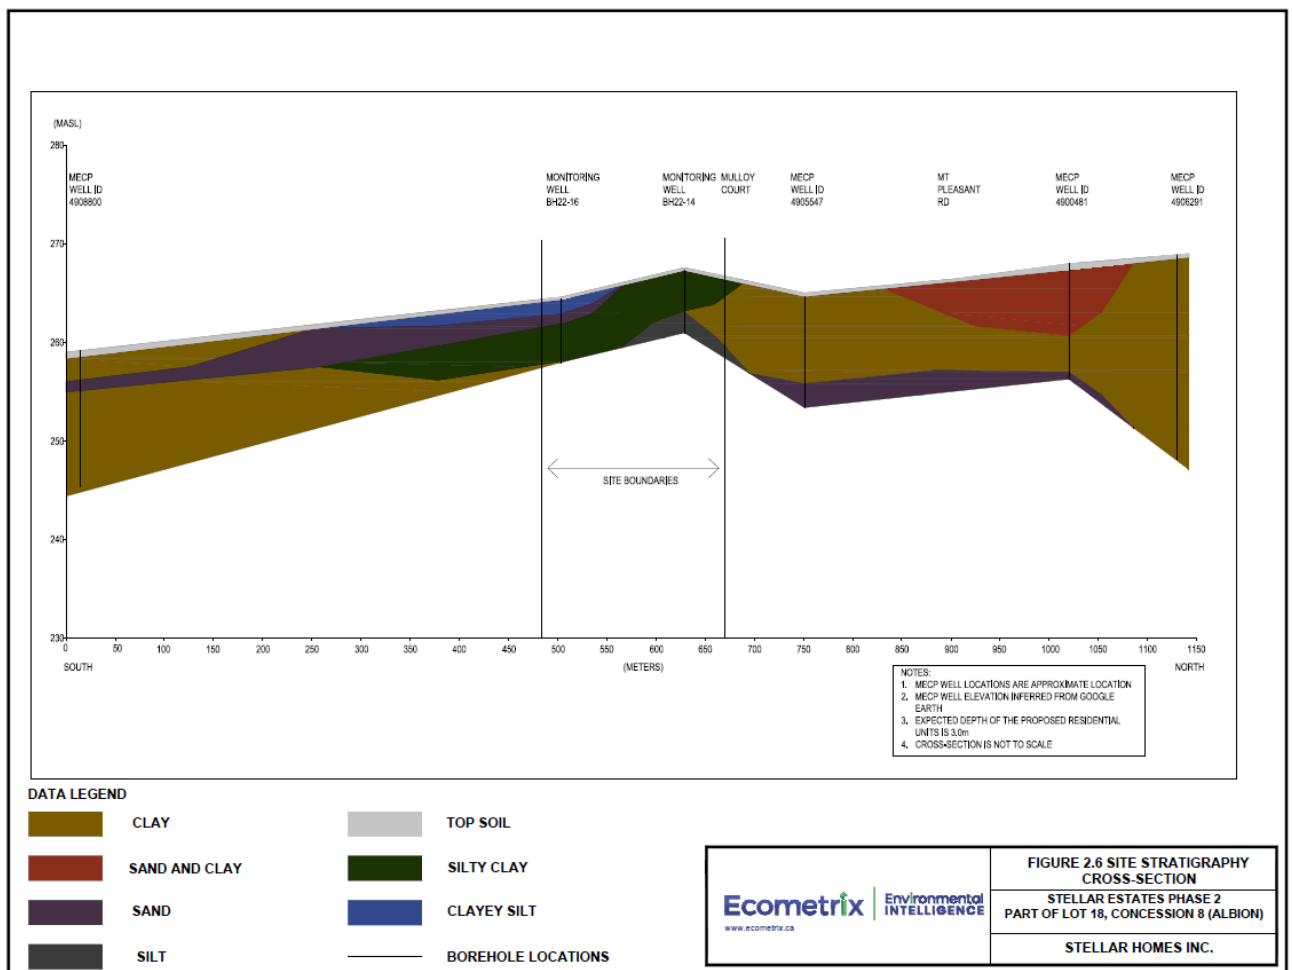 (MASL)
280
MECP
WELL ID
4908800
MONITORING
WELL
BH22-16
MONITORING
WELL
BH22-14
MULLOY
COURT
MECP
WELL ID
4905547
MT
PLEASANT
RD
MECP
WELL ID
4900481
MECP
WELL ID
4906291
270
260
250
SITE BOUNDARIES
240
230
0 50 100 150 200 250 300 350 400 450 500 550 600 650 700 750 800 850 900 950 1000 1050 1100 1150
SOUTH (METERS) NORTH
NOTES:
1. MECP WELL LOCATIONS ARE APPROXIMATE LOCATION
2. MECP WELL ELEVATION INFERRED FROM GOOGLE
EARTH
3. EXPECTED DEPTH OF THE PROPOSED RESIDENTIAL
UNITS IS 3.0m
4. CROSS-SECTION IS NOT TO SCALE
DATA LEGEND
CLAY
TOP SOIL
SAND AND CLAY
SILTY CLAY
SAND
CLAYEY SILT
SILT
BOREHOLE LOCATIONS
Ecometrix
Environmental
INTELLIGENCE
www.ecometrix.ca
FIGURE 2.6 SITE STRATIGRAPHY
CROSS-SECTION
STELLAR ESTATES PHASE 2
PART OF LOT 18, CONCESSION 8 (ALBION)
STELLAR HOMES INC.